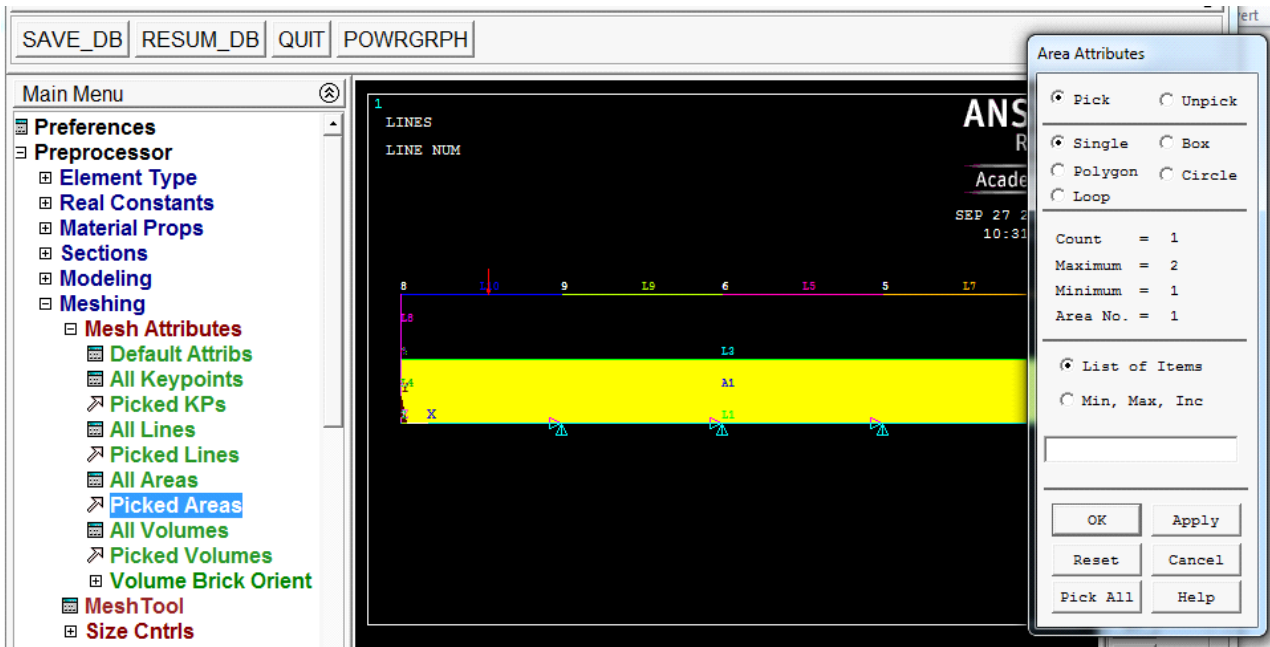 vert
SAVE_DB RESUM_DB QUIT POWRGRPH
Main Menu
Preferences
Preprocessor
Element Type
Real Constants
Material Props
Sections
Modeling
Meshing
Mesh Attributes
Default Attribs
All Keypoints
Picked KPs
All Lines
Picked Lines
All Areas
Picked Areas
All Volumes
Picked Volumes
Volume Brick Orient
MeshTool
Size Cntrls
1
LINES
LINE NUM
ANS
R
Acade
SEP 27 2
10:31
8 9 L9 6 L5 5 L7
L8
L3
L4 A1
X L1
Area Attributes
Pick Unpick
Single Box
Polygon Circle
Loop
Count = 1
Maximum = 2
Minimum = 1
Area No. = 1
List of Items
Min, Max, Inc
OK Apply
Reset Cancel
Pick All Help